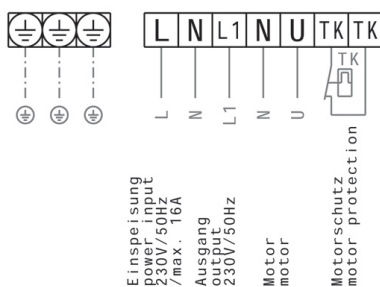 L N L1 N U TK TK
TK
L N L1 N U
Einspeisung
power input
230V/50Hz
/max. 16A
Ausgang
output
230V/50Hz
Motor
motor
Motorschutz
motor protection